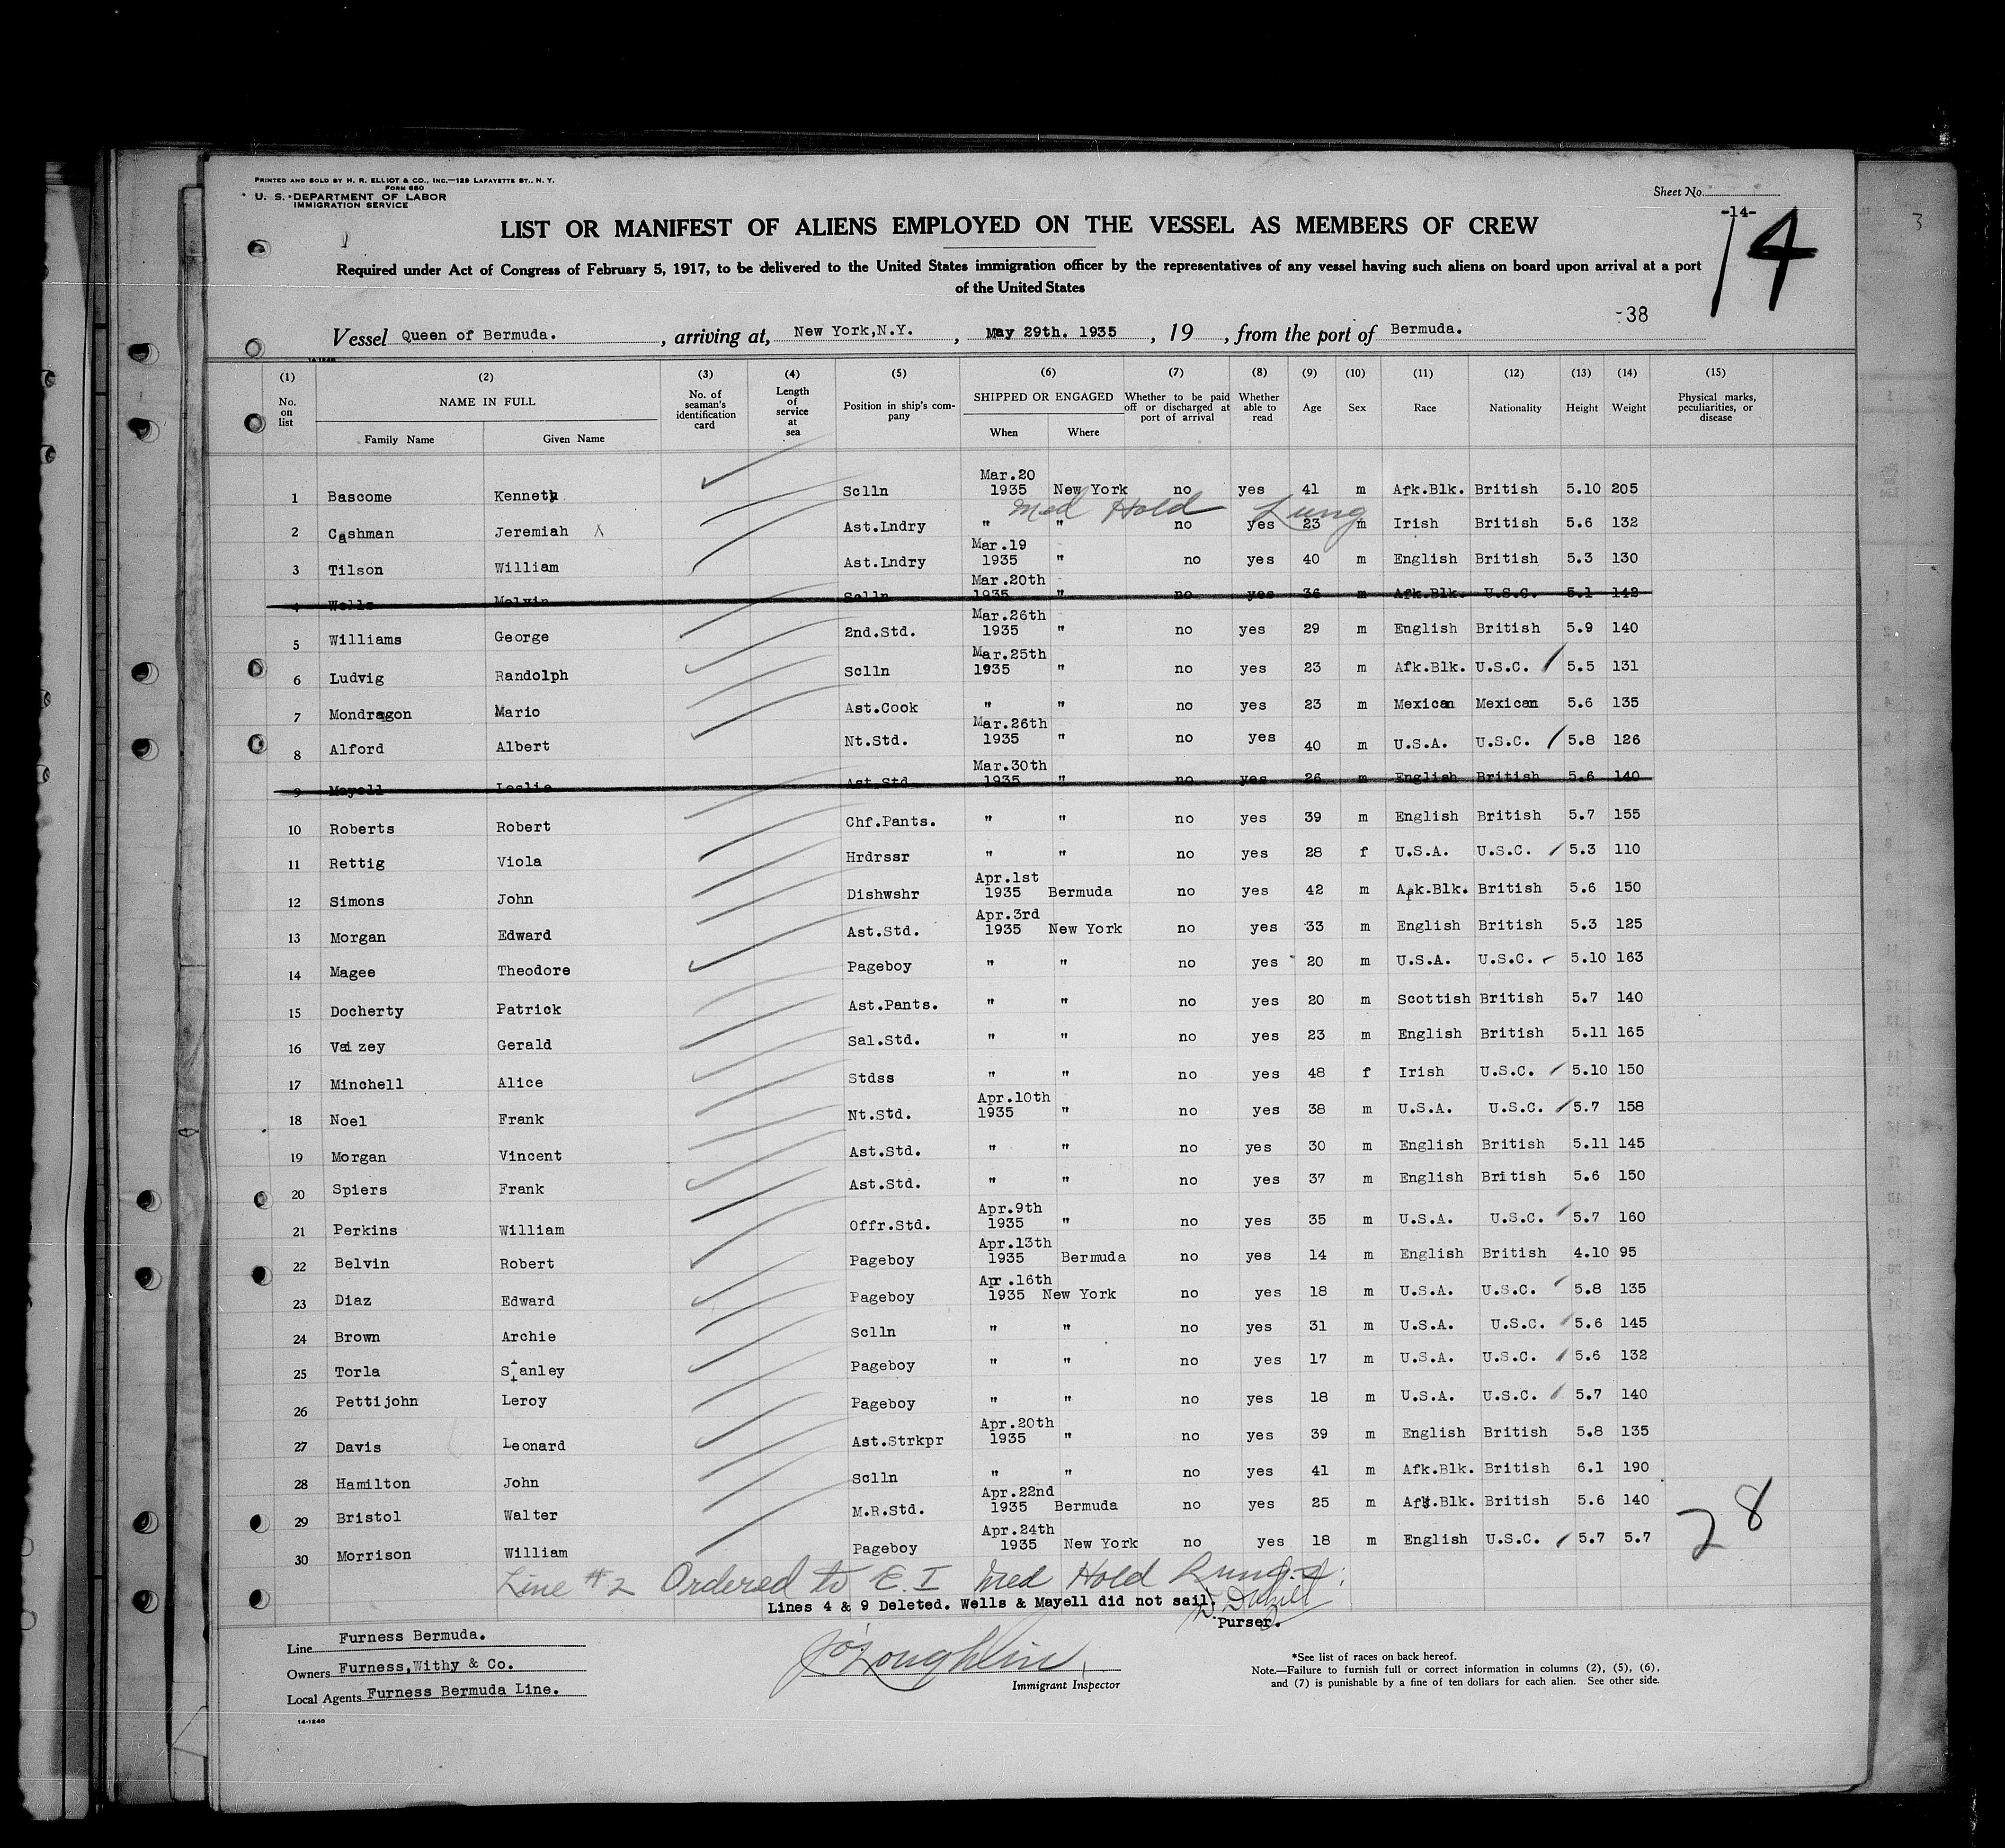 PRINTED AND SOLD BY H. R. ELLIOT & CO., INC.—129 LAFAYETTE ST., N. Y.
FORM 680
U. S. DEPARTMENT OF LABOR
IMMIGRATION SERVICE
Sheet No.
-14-
14
LIST OR MANIFEST OF ALIENS EMPLOYED ON THE VESSEL AS MEMBERS OF CREW
Required under Act of Congress of February 5, 1917, to be delivered to the United States immigration officer by the representatives of any vessel having such aliens on board upon arrival at a port
of the United States
-38
Vessel Queen of Bermuda. , arriving at, New York,N.Y. , May 29th. 1935 , 19 , from the port of Bermuda.
14-1240
(1) (2) (3) (4) (5) (6) (7) (8) (9) (10) (11) (12) (13) (14) (15)
No. on list NAME IN FULL Family Name Given Name No. of seaman's identification card Length of service at sea Position in ship's company SHIPPED OR ENGAGED When Where Whether to be paid off or discharged at port of arrival Whether able to read Age Sex Race Nationality Height Weight Physical marks, peculiarities, or disease
1 Bascome Kenneth Sclln Mar.20 1935 New York no yes 41 m Afk.Blk. British 5.10 205
Med Hold Lung
2 Cashman Jeremiah Ast.Lndry " " no yes 23 m Irish British 5.6 132
3 Tilson William Ast.Lndry Mar.19 1935 " no yes 40 m English British 5.3 130
4 Wells Melvin Sclln Mar.20th 1935 " no yes 36 m Afk.Blk. U.S.C. 5.1 142
5 Williams George 2nd.Std. Mar.26th 1935 " no yes 29 m English British 5.9 140
6 Ludvig Randolph Sclln Mar.25th 1935 " no yes 23 m Afk.Blk. U.S.C. 5.5 131
7 Mondragon Mario Ast.Cook " " no yes 23 m Mexican Mexican 5.6 135
8 Alford Albert Nt.Std. Mar.26th 1935 " no yes 40 m U.S.A. U.S.C. 5.8 126
9 Mayell Leslie Ast.Std. Mar.30th 1935 " no yes 26 m English British 5.6 140
10 Roberts Robert Chf.Pants. " " no yes 39 m English British 5.7 155
11 Rettig Viola Hrdrssr " " no yes 28 f U.S.A. U.S.C. 5.3 110
12 Simons John Dishwshr Apr.1st 1935 Bermuda no yes 42 m Afk.Blk. British 5.6 150
13 Morgan Edward Ast.Std. Apr.3rd 1935 New York no yes 33 m English British 5.3 125
14 Magee Theodore Pageboy " " no yes 20 m U.S.A. U.S.C. 5.10 163
15 Docherty Patrick Ast.Pants. " " no yes 20 m Scottish British 5.7 140
16 Vaizey Gerald Sal.Std. " " no yes 23 m English British 5.11 165
17 Minchell Alice Stdss " " no yes 48 f Irish U.S.C. 5.10 150
18 Noel Frank Nt.Std. Apr.10th 1935 " no yes 38 m U.S.A. U.S.C. 5.7 158
19 Morgan Vincent Ast.Std. " " no yes 30 m English British 5.11 145
20 Spiers Frank Ast.Std. " " no yes 37 m English British 5.6 150
21 Perkins William Offr.Std. Apr.9th 1935 " no yes 35 m U.S.A. U.S.C. 5.7 160
22 Belvin Robert Pageboy Apr.13th 1935 Bermuda no yes 14 m English British 4.10 95
23 Diaz Edward Pageboy Apr.16th 1935 New York no yes 18 m U.S.A. U.S.C. 5.8 135
24 Brown Archie Sclln " " no yes 31 m U.S.A. U.S.C. 5.6 145
25 Torla Stanley Pageboy " " no yes 17 m U.S.A. U.S.C. 5.6 132
26 Pettijohn Leroy Pageboy " " no yes 18 m U.S.A. U.S.C. 5.7 140
27 Davis Leonard Ast.Strkpr Apr.20th 1935 " no yes 39 m English British 5.8 135
28 Hamilton John Sclln " " no yes 41 m Afk.Blk. British 6.1 190
29 Bristol Walter M.R.Std. Apr.22nd 1935 Bermuda no yes 25 m Afk.Blk. British 5.6 140
30 Morrison William Pageboy Apr.24th 1935 New York no yes 18 m English U.S.C. 5.7 5.7
28
Line #2 Ordered to E. I Med Hold
Lines 4 & 9 Deleted. Wells & Mayell did not sail.
Purser.
Line Furness Bermuda.
Owners Furness,Withy & Co.
Local Agents Furness Bermuda Line.
J O'Loughlin
Immigrant Inspector
*See list of races on back hereof.
Note.—Failure to furnish full or correct information in columns (2), (5), (6), and (7) is punishable by a fine of ten dollars for each alien. See other side.
14-1240